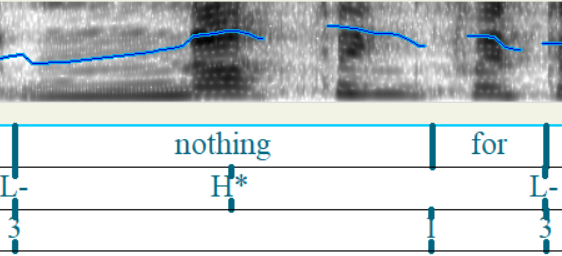 nothing for
L- H* L-
3 1 3